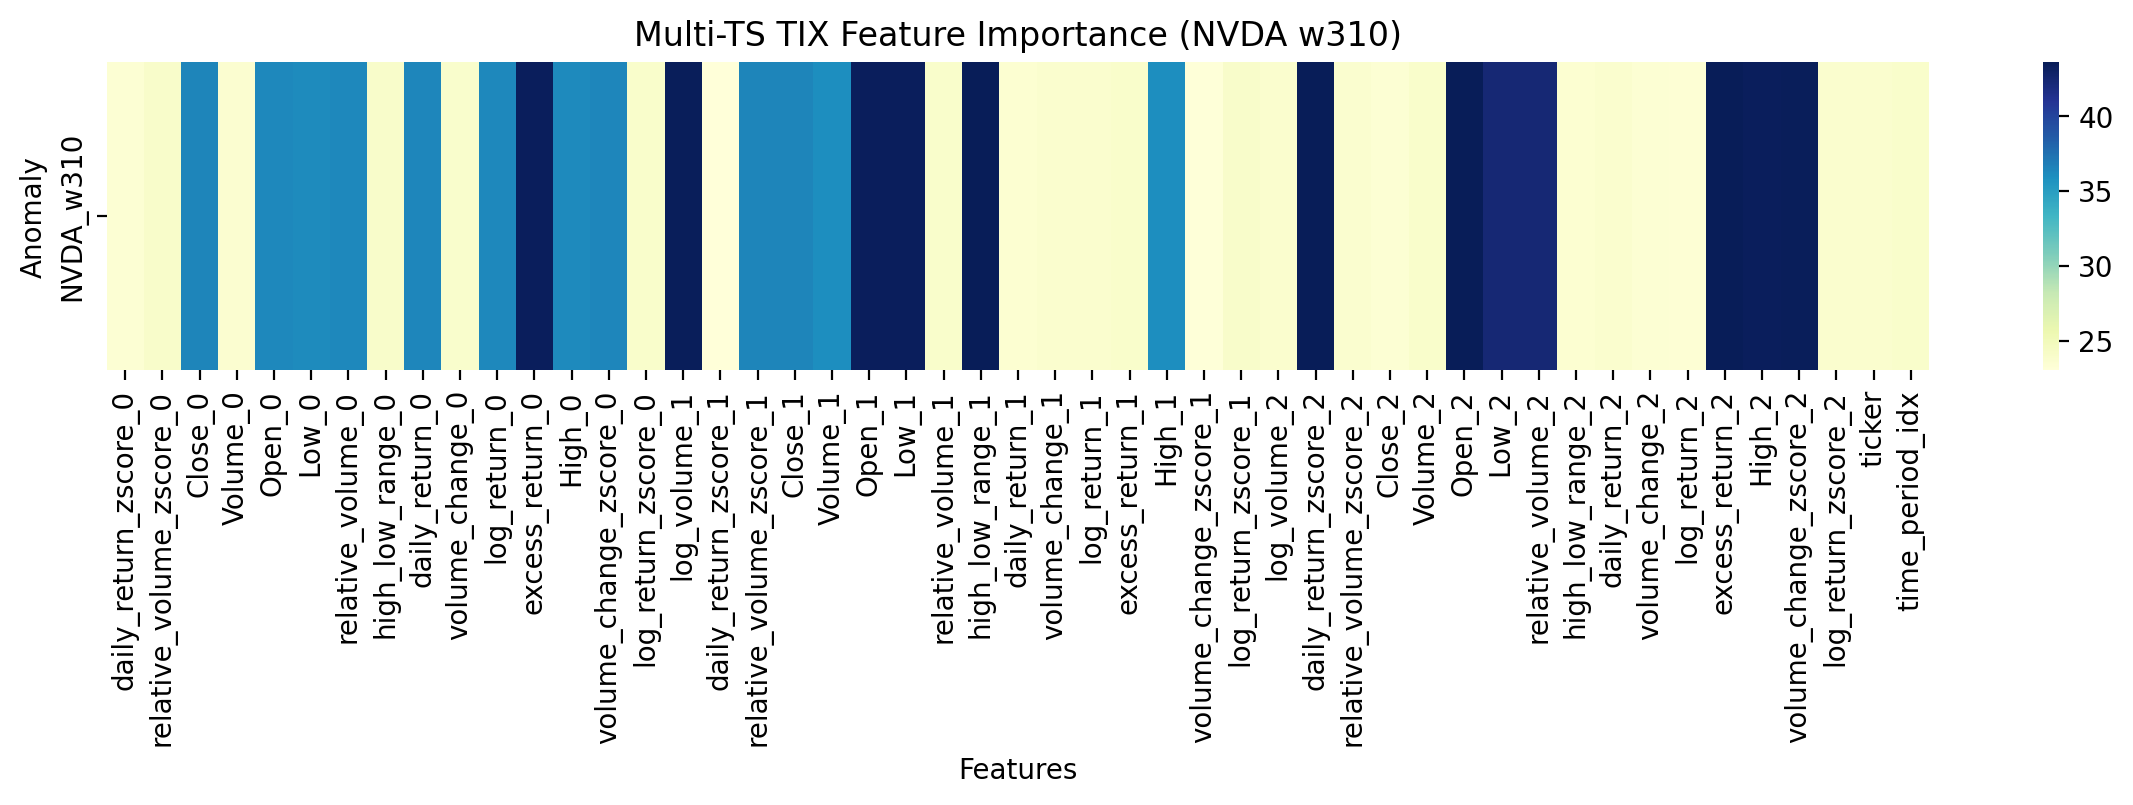 Multi-TS TIX Feature Importance (NVDA w310)
Anomaly
NVDA_w310
40
35
30
25
daily_return_zscore_0
relative_volume_zscore_0
Close_0
Volume_0
Open_0
Low_0
relative_volume_0
high_low_range_0
daily_return_0
volume_change_0
log_return_0
excess_return_0
High_0
volume_change_zscore_0
log_return_zscore_0
log_volume_1
daily_return_zscore_1
relative_volume_zscore_1
Close_1
Volume_1
Open_1
Low_1
relative_volume_1
high_low_range_1
daily_return_1
volume_change_1
log_return_1
excess_return_1
High_1
volume_change_zscore_1
log_return_zscore_1
log_volume_2
daily_return_zscore_2
relative_volume_zscore_2
Close_2
Volume_2
Open_2
Low_2
relative_volume_2
high_low_range_2
daily_return_2
volume_change_2
log_return_2
excess_return_2
High_2
volume_change_zscore_2
log_return_zscore_2
ticker
time_period_idx
Features